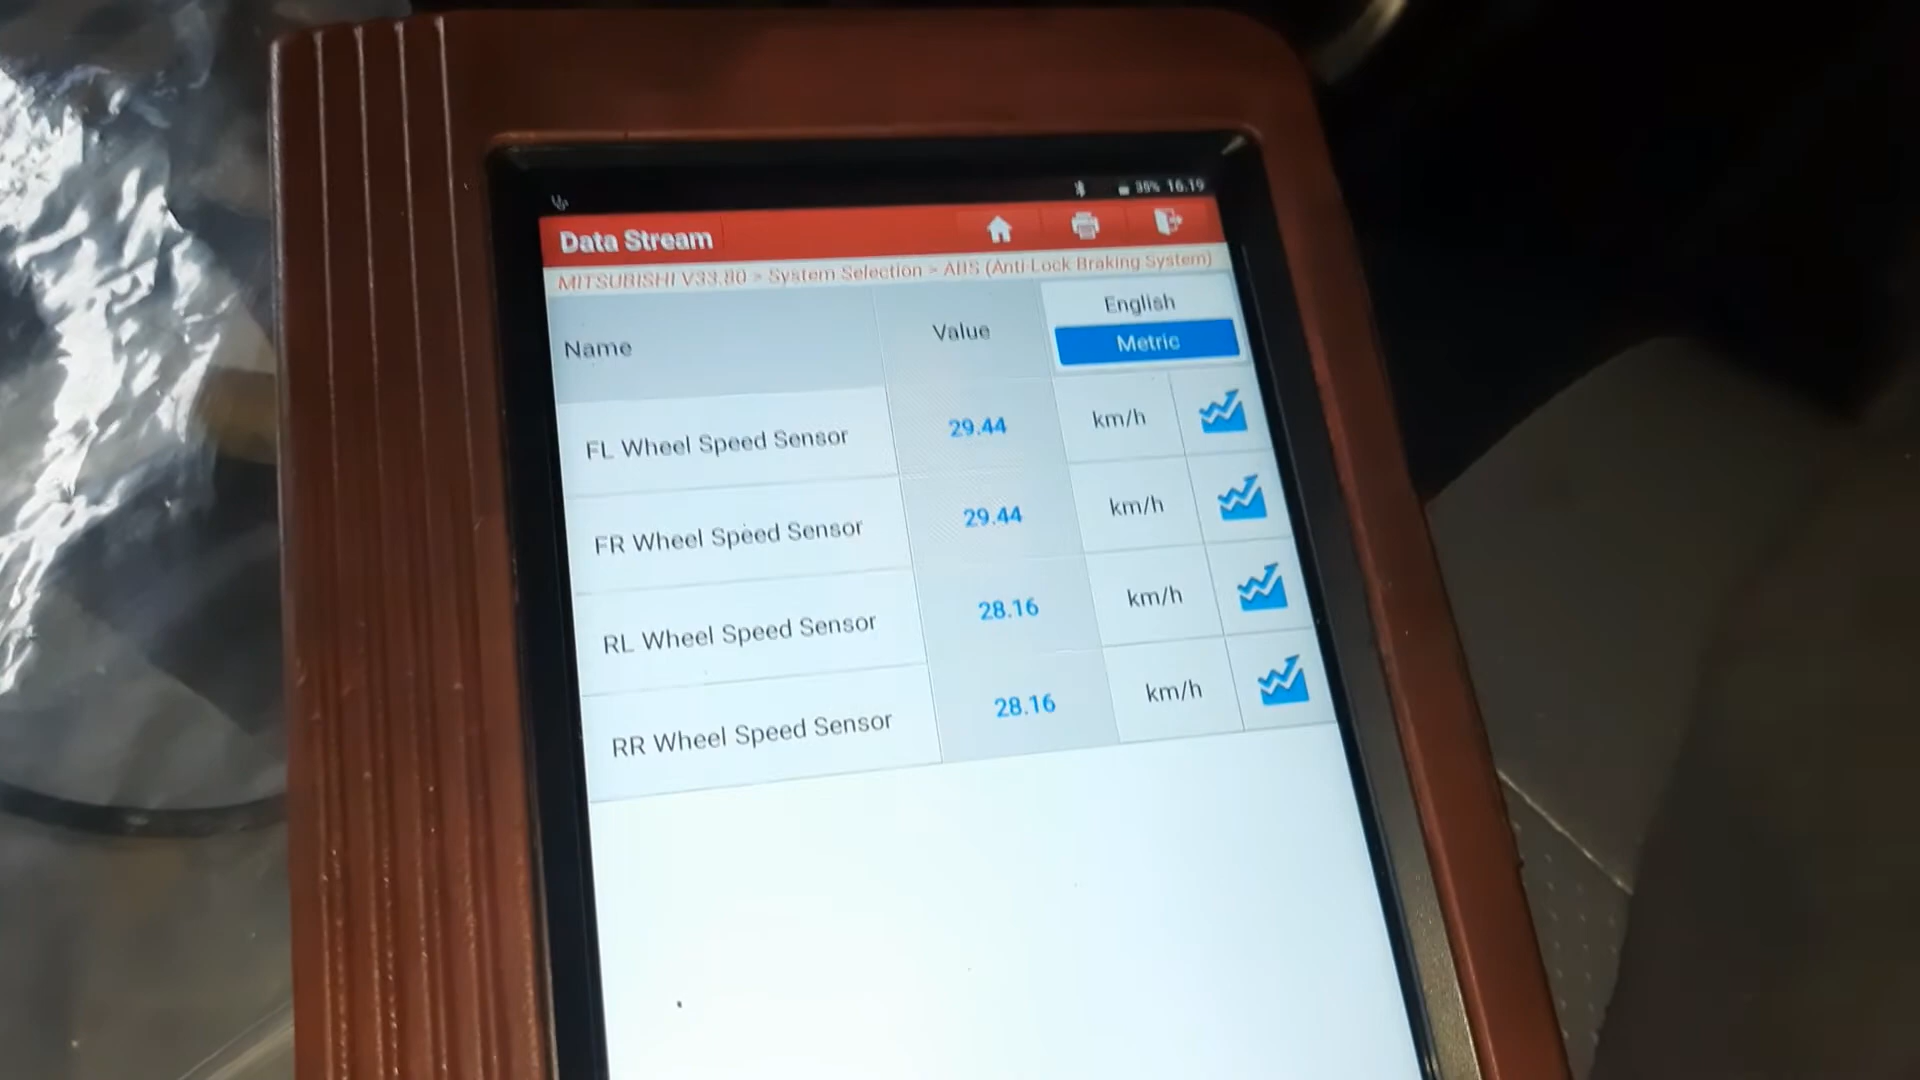 35% 16:19
Data Stream
MITSUBISHI V33.80 > System Selection > ABS (Anti Lock Braking System)
Name Value English
Metric
FL Wheel Speed Sensor 29.44 km/h
FR Wheel Speed Sensor 29.44 km/h
RL Wheel Speed Sensor 28.16 km/h
RR Wheel Speed Sensor 28.16 km/h